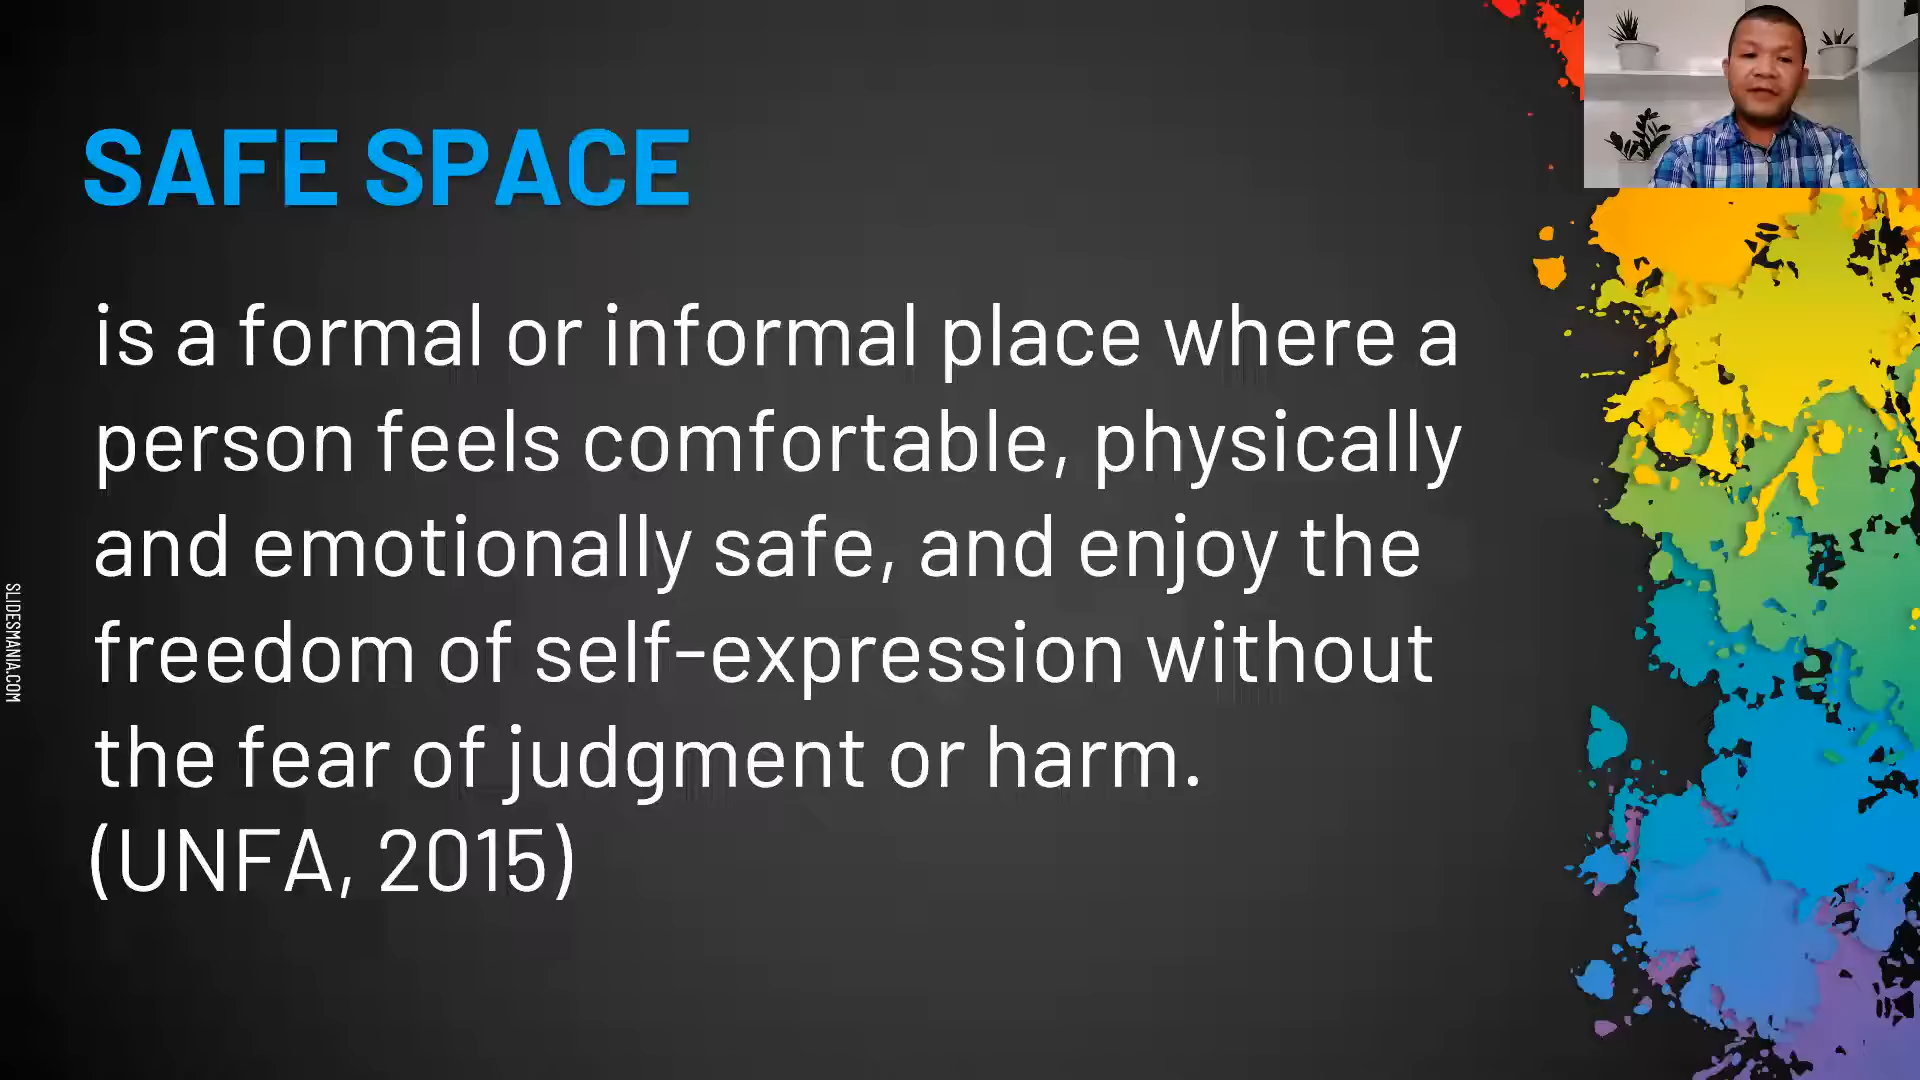 SAFE SPACE
is a formal or informal place where a
person feels comfortable, physically
and emotionally safe, and enjoy the
freedom of self-expression without
the fear of judgment or harm.
(UNFA, 2015)
SLIDESMANIA.COM